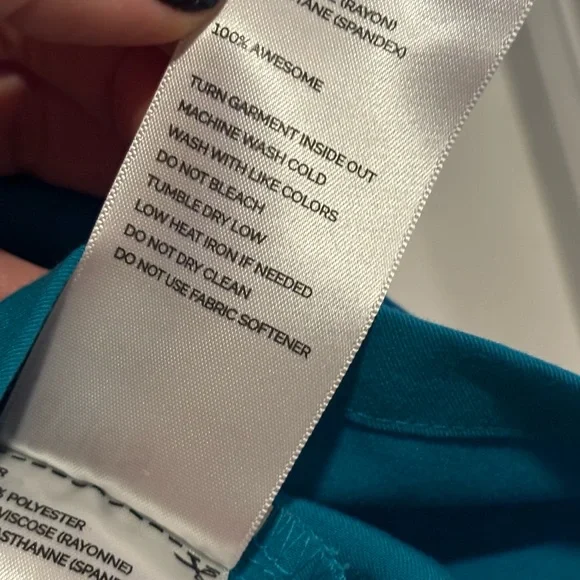 (RAYON)
(SPANDEX)
100% AWESOME
TURN GARMENT INSIDE OUT
MACHINE WASH COLD
WASH WITH LIKE COLORS
DO NOT BLEACH
TUMBLE DRY LOW
LOW HEAT IRON IF NEEDED
DO NOT DRY CLEAN
DO NOT USE FABRIC SOFTENER
% POLYESTER
VISCOSE (RAYONNE)